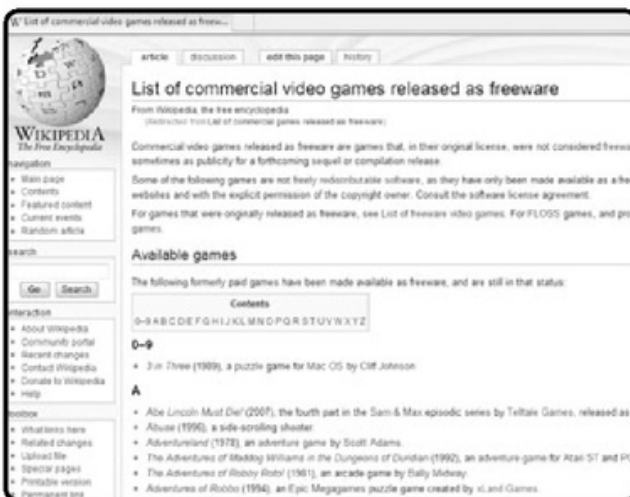 List of commercial video games released as freew...
article discussion edit this page history
List of commercial video games released as freeware
From Wikipedia, the free encyclopedia
(Redirected from List of commercial games released as freeware)
Commercial video games released as freeware are games that, in their original license, were not considered freewa
sometimes as publicity for a forthcoming sequel or compilation release.
Some of the following games are not freely redistributable software, as they have only been made available as a fre
websites and with the explicit permission of the copyright owner. Consult the software license agreement.
For games that were originally released as freeware, see List of freeware video games. For FLOSS games, and pro
games.
Available games
The following formerly paid games have been made available as freeware, and are still in that status:
Contents
0–9 A B C D E F G H I J K L M N O P Q R S T U V W X Y Z
0–9
3 in Three (1989), a puzzle game for Mac OS by Cliff Johnson.
A
Abe Lincoln Must Die! (2007), the fourth part in the Sam & Max episodic series by Telltale Games, released as
Abuse (1996), a side-scrolling shooter.
Adventureland (1978), an adventure game by Scott Adams.
The Adventures of Maddog Williams in the Dungeons of Duridian (1992), an adventure game for Atari ST and PC
The Adventures of Robby Roto! (1981), an arcade game by Bally Midway.
Adventures of Robbo (1994), an Epic Megagames puzzle game created by xLand Games.
WIKIPEDIA
The Free Encyclopedia
navigation
Main page
Contents
Featured content
Current events
Random article
search
Go Search
interaction
About Wikipedia
Community portal
Recent changes
Contact Wikipedia
Donate to Wikipedia
Help
toolbox
What links here
Related changes
Upload file
Special pages
Printable version
Permanent link